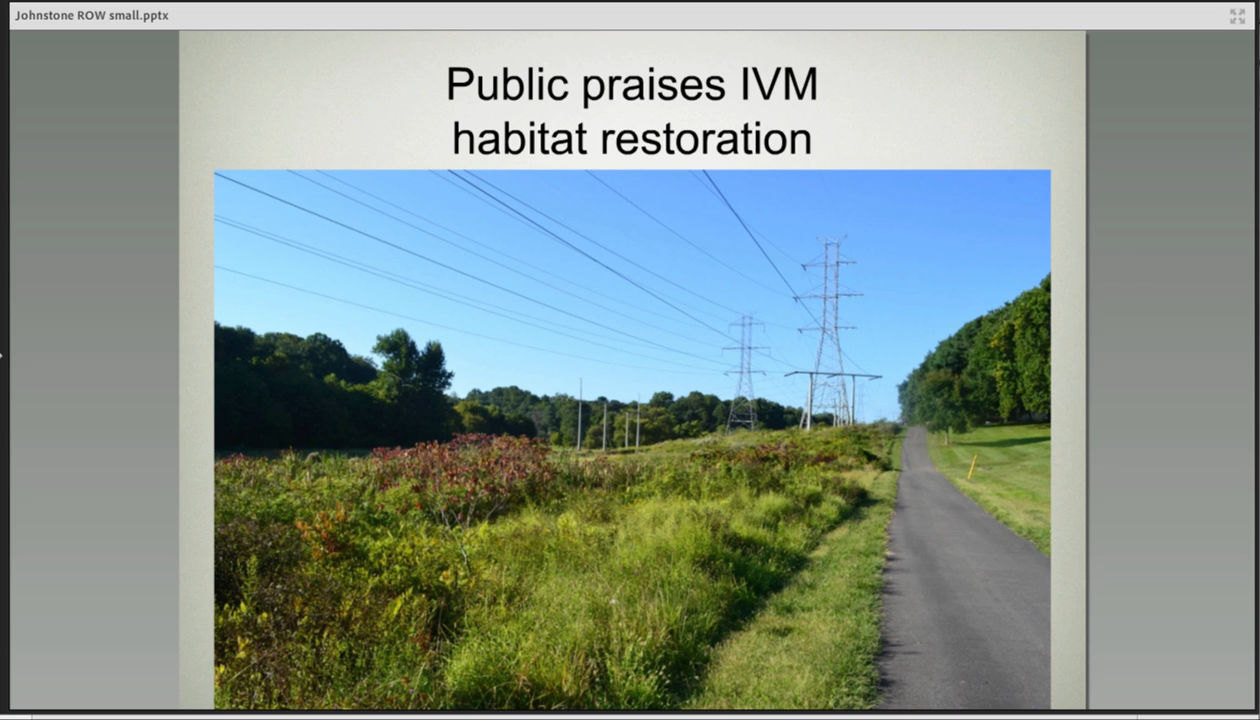 Johnstone ROW small.pptx
Public praises IVM
habitat restoration